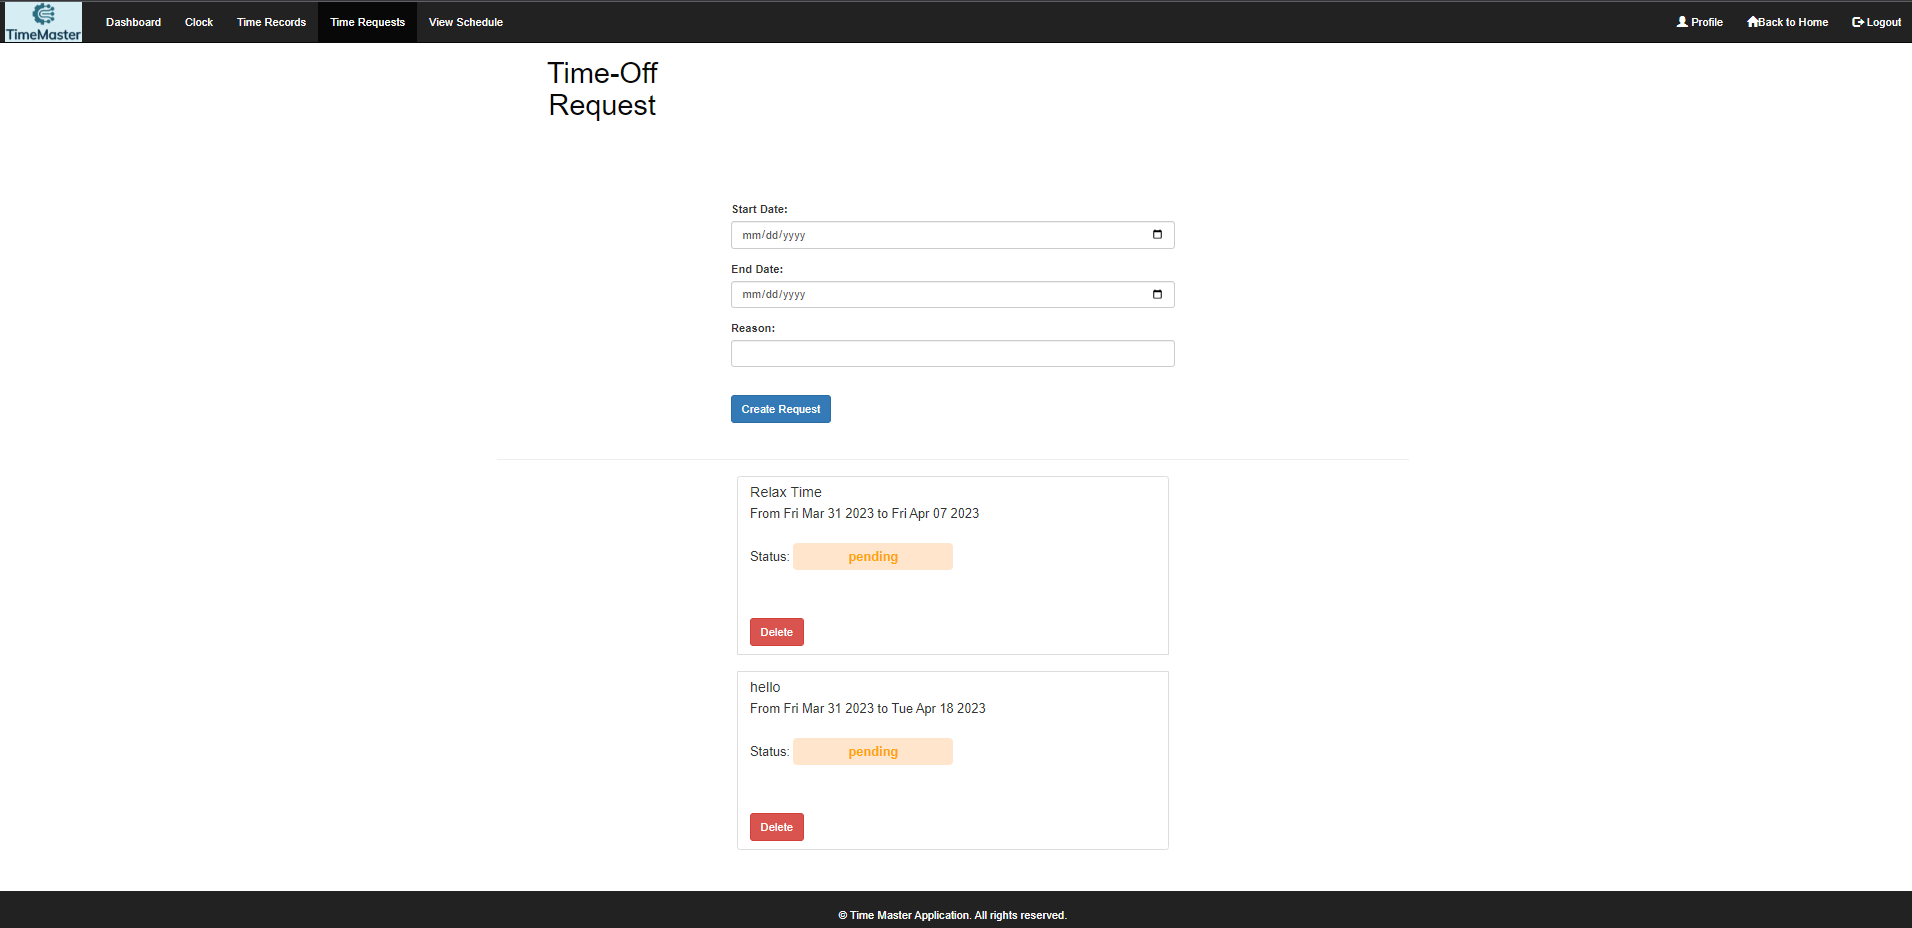 TimeMaster
Dashboard Clock Time Records Time Requests View Schedule Profile Back to Home Logout
Time-Off
Request
Start Date:
mm/dd/yyyy
End Date:
mm/dd/yyyy
Reason:
Create Request
Relax Time
From Fri Mar 31 2023 to Fri Apr 07 2023
Status: pending
Delete
hello
From Fri Mar 31 2023 to Tue Apr 18 2023
Status: pending
Delete
© Time Master Application. All rights reserved.